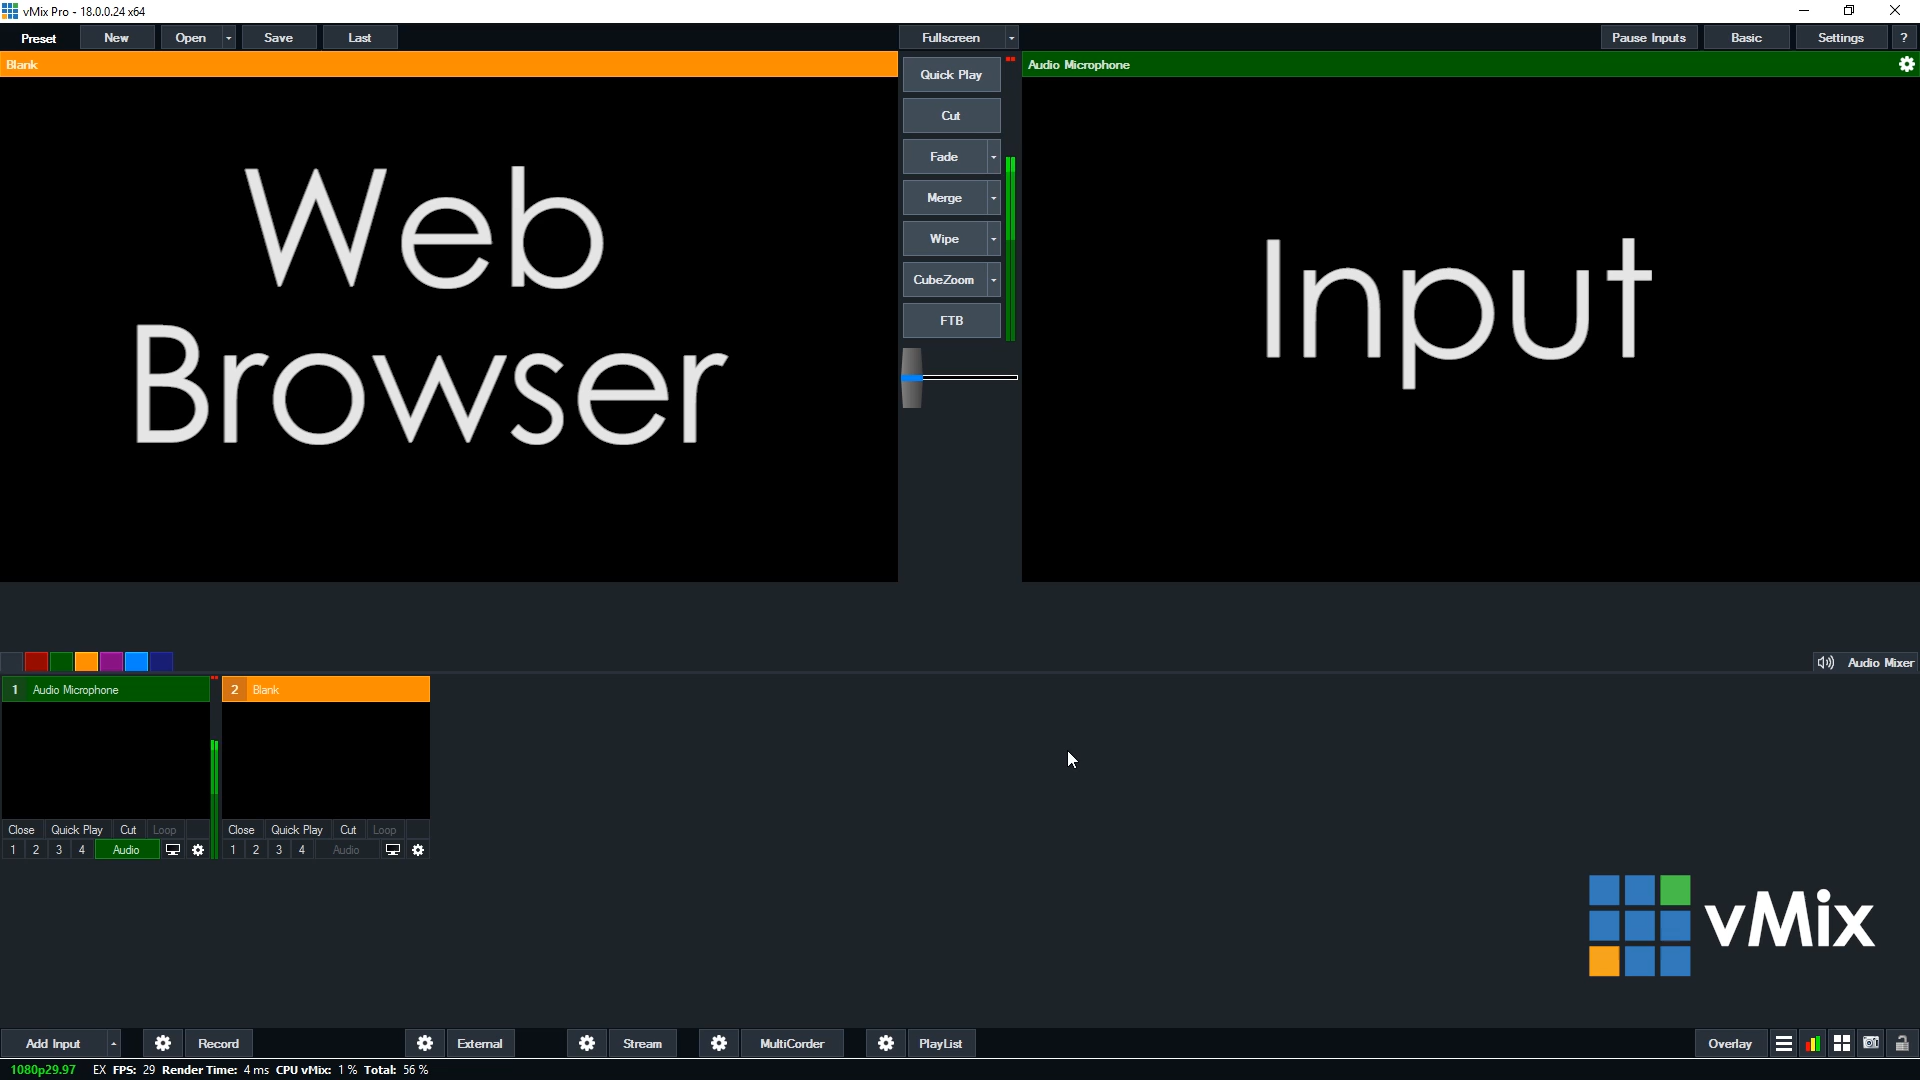 vMix Pro - 18.0.0.24 x64
Preset New Open Save Last Fullscreen Pause Inputs Basic Settings ?
Blank
Audio Microphone
Web
Browser
Quick Play
Cut
Fade
Merge
Wipe
CubeZoom
FTB
Input
Audio Mixer
1 Audio Microphone
2 Blank
Close Quick Play Cut Loop
1 2 3 4 Audio
Close Quick Play Cut Loop
1 2 3 4 Audio
vMix
Add Input Record External Stream MultiCorder PlayList Overlay
1080p29.97 EX FPS: 29 Render Time: 4 ms CPU vMix: 1 % Total: 56 %